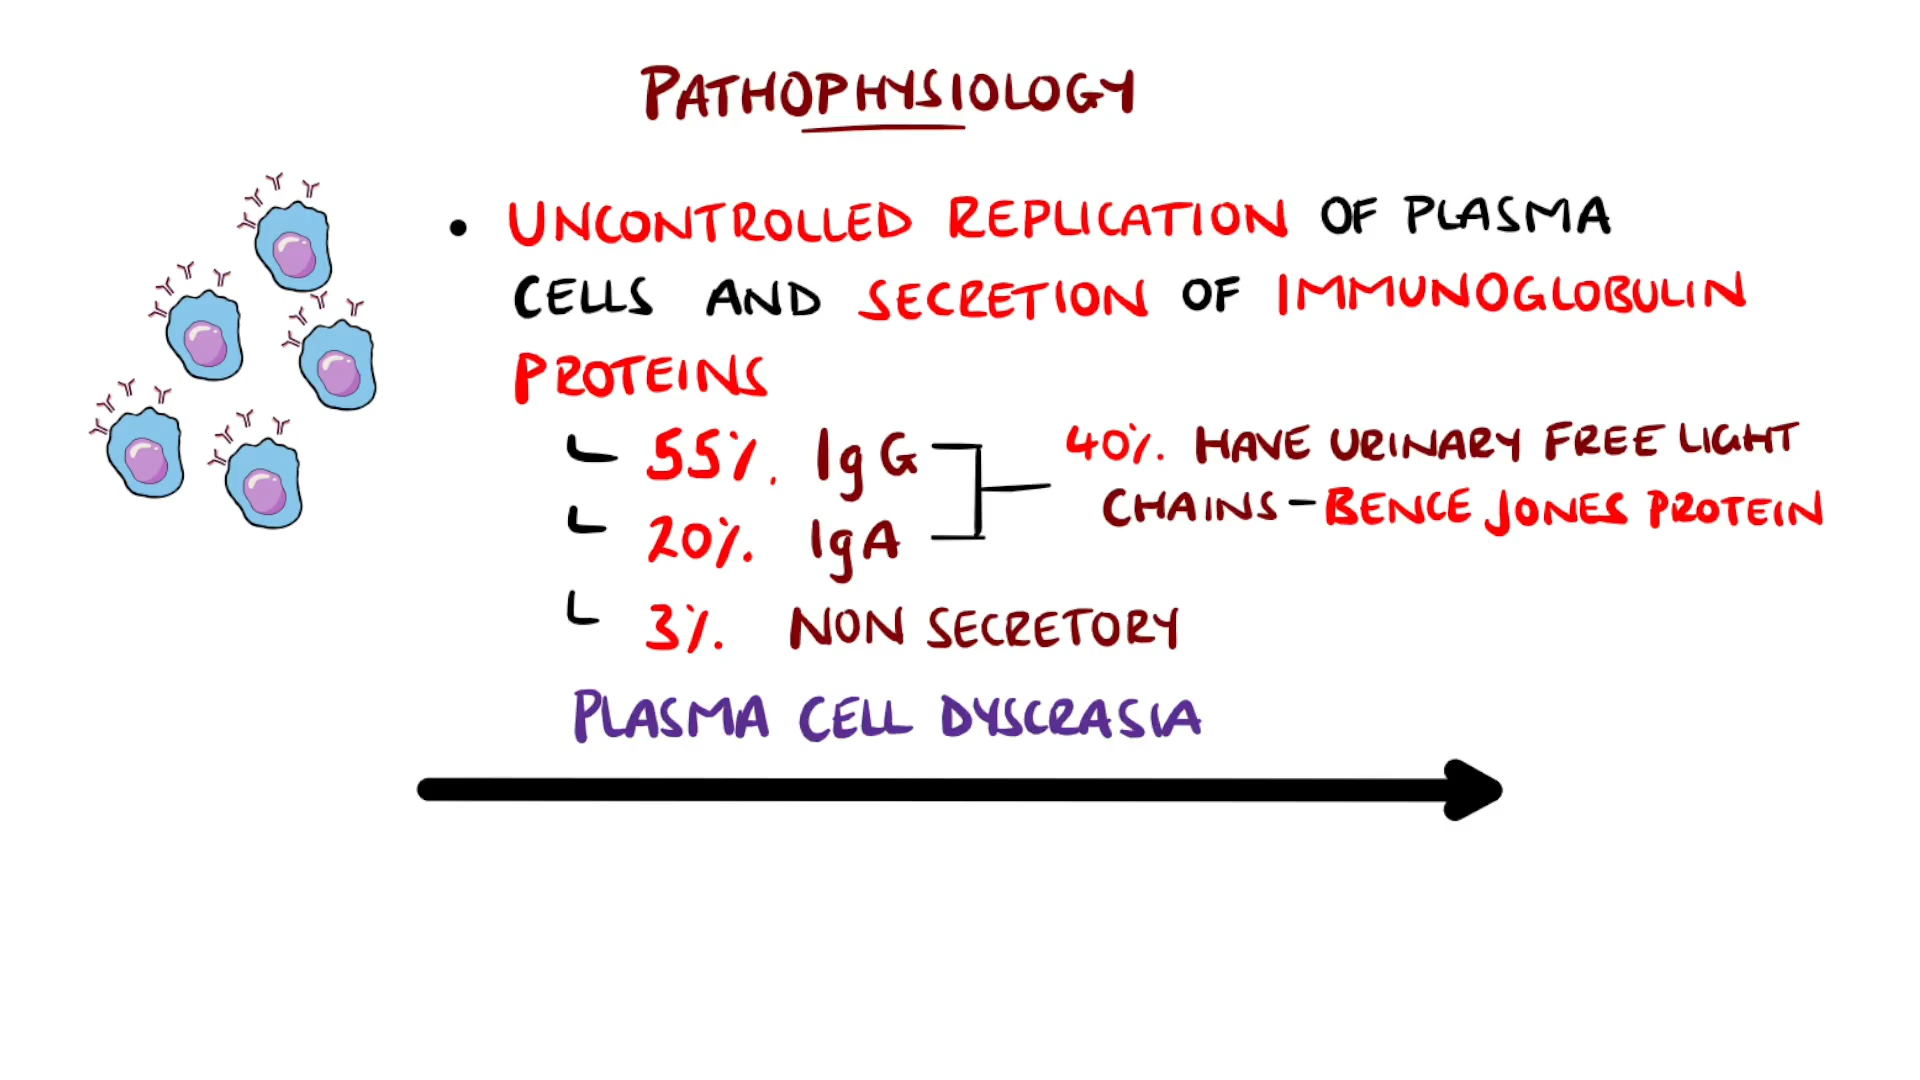 PATHOPHYSIOLOGY
• UNCONTROLLED REPLICATION OF PLASMA
CELLS AND SECRETION OF IMMUNOGLOBULIN
PROTEINS
55%. IgG
40%. HAVE URINARY FREE LIGHT
CHAINS - BENCE JONES PROTEIN
20%. IgA
3%. NON SECRETORY
PLASMA CELL DYSCRASIA